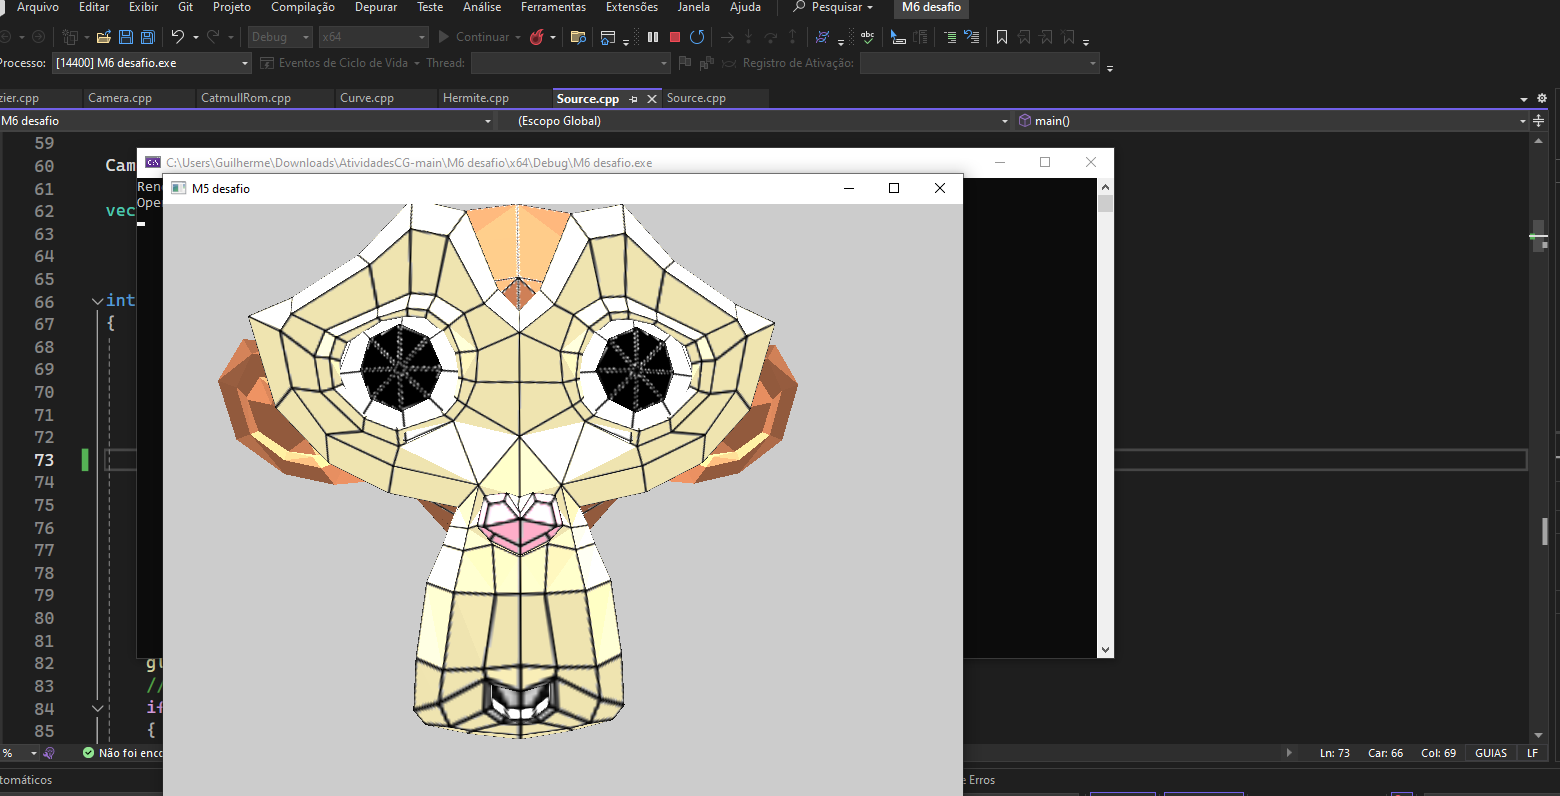 Arquivo Editar Exibir Git Projeto Compilação Depurar Teste Análise Ferramentas Extensões Janela Ajuda Pesquisar M6 desafio
Debug x64 Continuar abc
Processo: [14400] M6 desafio.exe Eventos de Ciclo de Vida Thread: Registro de Ativação:
zier.cpp Camera.cpp CatmullRom.cpp Curve.cpp Hermite.cpp Source.cpp Source.cpp
M6 desafio (Escopo Global) main()
59
60 Cam
61
62 vec
63
64
65
66 int
67 {
68
69
70
71
72
73
74
75
76
77
78
79
80
81
82 gl
83 //
84 if
85 {
C:\Users\Guilherme\Downloads\AtividadesCG-main\M6 desafio\x64\Debug\M6 desafio.exe
Ren
Ope
M5 desafio
% Não foi enco Ln: 73 Car: 66 Col: 69 GUIAS LF
tomáticos e Erros